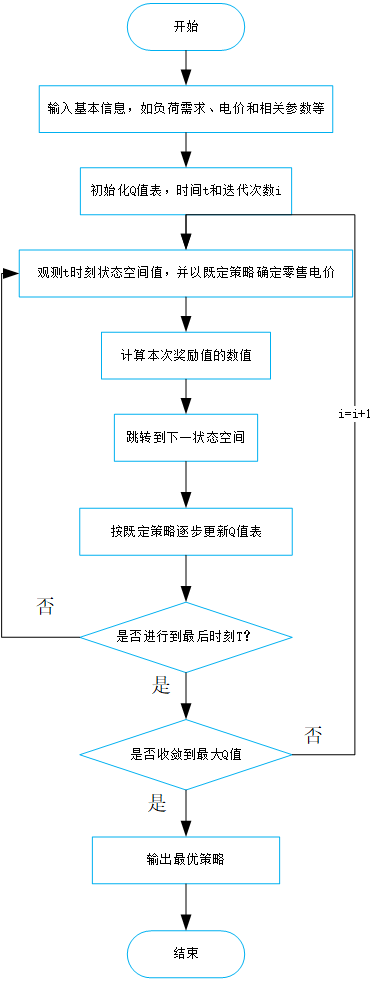 开始
输入基本信息，如负荷需求、电价和相关参数等
初始化Q值表，时间t和迭代次数i
观测t时刻状态空间值，并以既定策略确定零售电价
计算本次奖励值的数值
i=i+1
跳转到下一状态空间
按既定策略逐步更新Q值表
否
是否进行到最后时刻T？
是
否
是否收敛到最大Q值
是
输出最优策略
结束